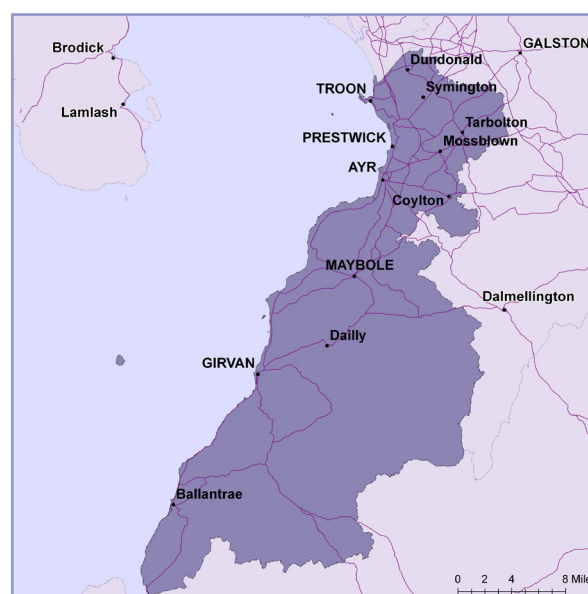 Brodick
GALSTON
Dundonald
TROON
Symington
Lamlash
Tarbolton
PRESTWICK
Mossblown
AYR
Coylton
MAYBOLE
Dalmellington
Dailly
GIRVAN
Ballantrae
0 2 4 8 Mile